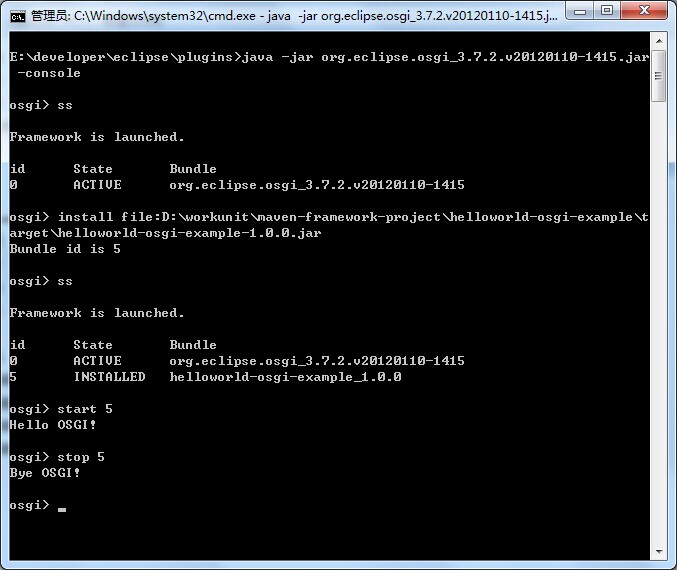 管理员: C:\Windows\system32\cmd.exe - java -jar org.eclipse.osgi_3.7.2.v20120110-1415.j...
E:\developer\eclipse\plugins>java -jar org.eclipse.osgi_3.7.2.v20120110-1415.jar
-console
osgi> ss
Framework is launched.
id State Bundle
0 ACTIVE org.eclipse.osgi_3.7.2.v20120110-1415
osgi> install file:D:\workunit\maven-framework-project\helloworld-osgi-example\t
arget\helloworld-osgi-example-1.0.0.jar
Bundle id is 5
osgi> ss
Framework is launched.
id State Bundle
0 ACTIVE org.eclipse.osgi_3.7.2.v20120110-1415
5 INSTALLED helloworld-osgi-example_1.0.0
osgi> start 5
Hello OSGI!
osgi> stop 5
Bye OSGI!
osgi> _